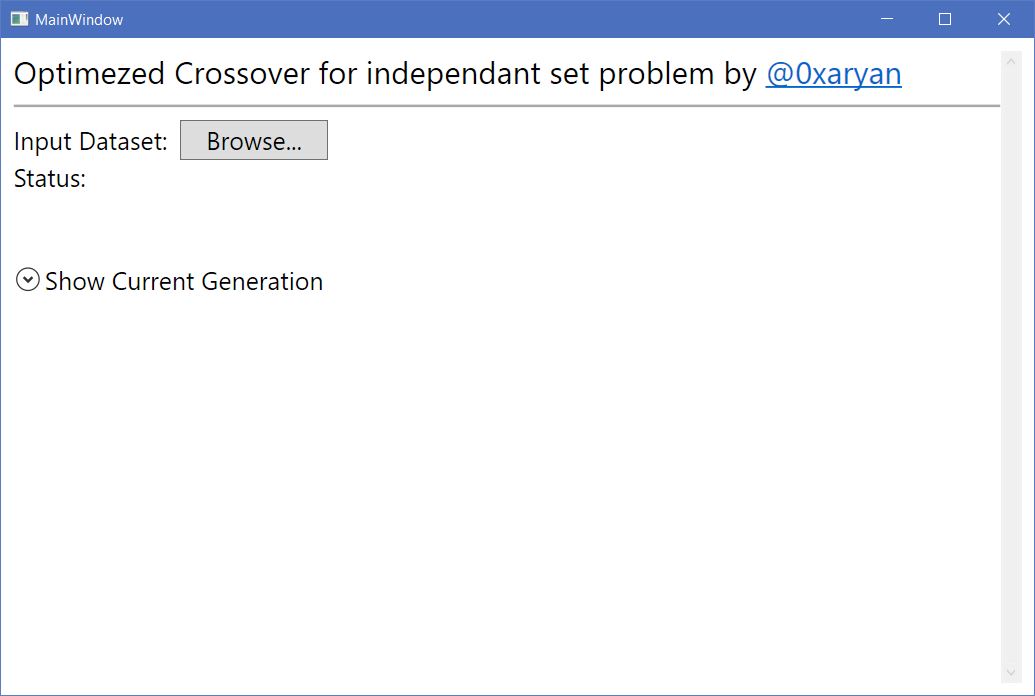 MainWindow
Optimezed Crossover for independant set problem by @0xaryan
Input Dataset: Browse...
Status:
Show Current Generation